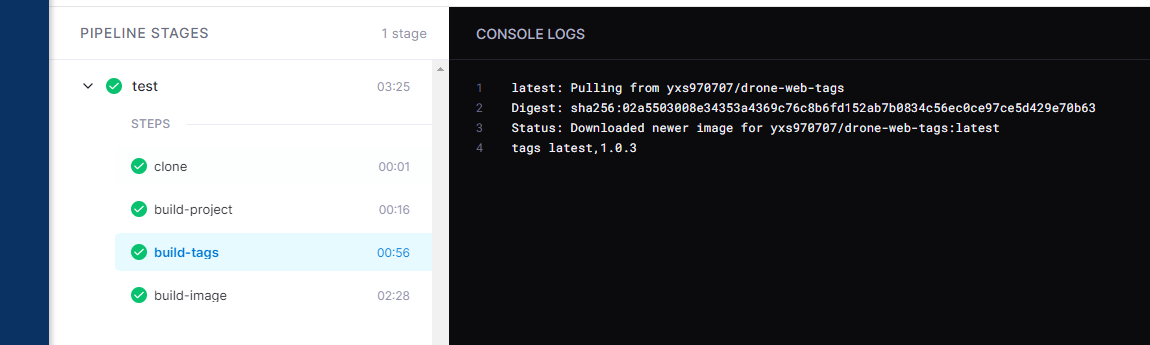 PIPELINE STAGES 1 stage
test 03:25
STEPS
clone 00:01
build-project 00:16
build-tags 00:56
build-image 02:28
CONSOLE LOGS
1 latest: Pulling from yxs970707/drone-web-tags
2 Digest: sha256:02a5503008e34353a4369c76c8b6fd152ab7b0834c56ec0ce97ce5d429e70b63
3 Status: Downloaded newer image for yxs970707/drone-web-tags:latest
4 tags latest,1.0.3